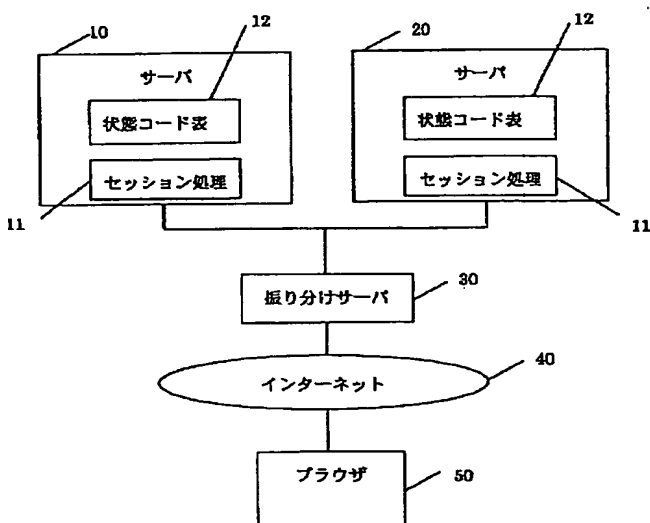 10
12
サーバ
状態コード表
セッション処理
11
20
12
サーバ
状態コード表
セッション処理
11
振り分けサーバ
30
インターネット
40
ブラウザ
50